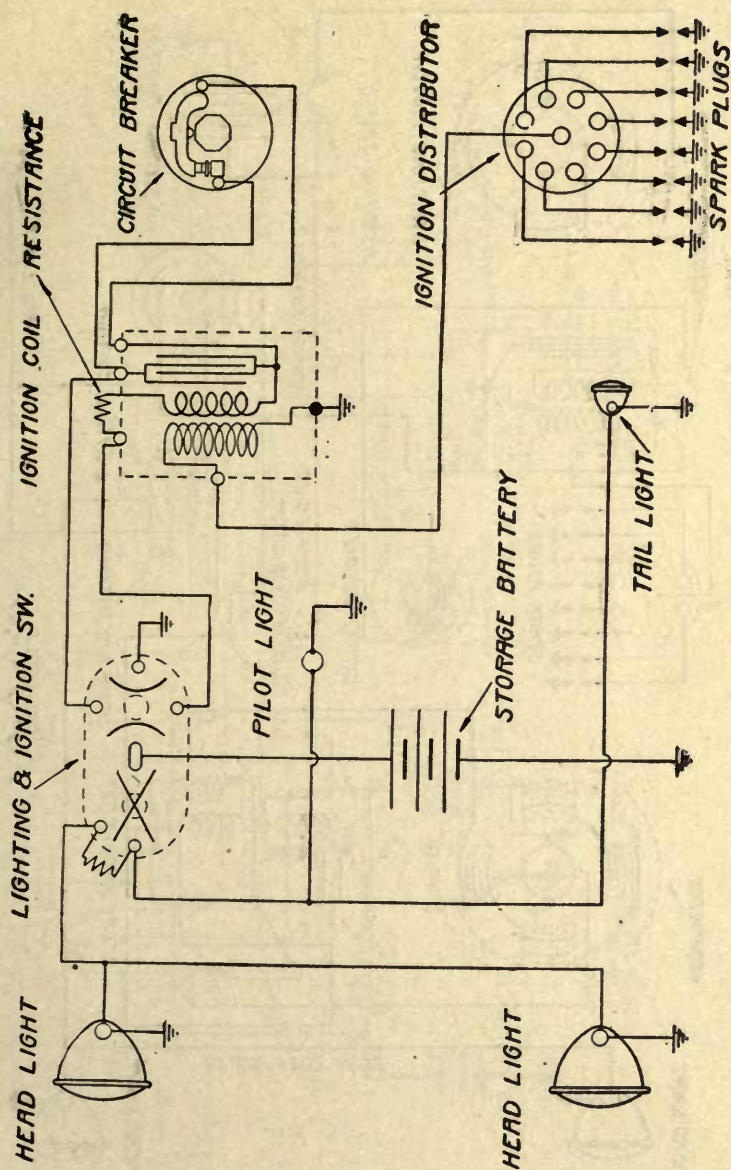 HEAD LIGHT
LIGHTING & IGNITION SW.
IGNITION COIL
RESISTANCE
CIRCUIT BREAKER
PILOT LIGHT
STORAGE BATTERY
IGNITION DISTRIBUTOR
HEAD LIGHT
TAIL LIGHT
SPARK PLUGS